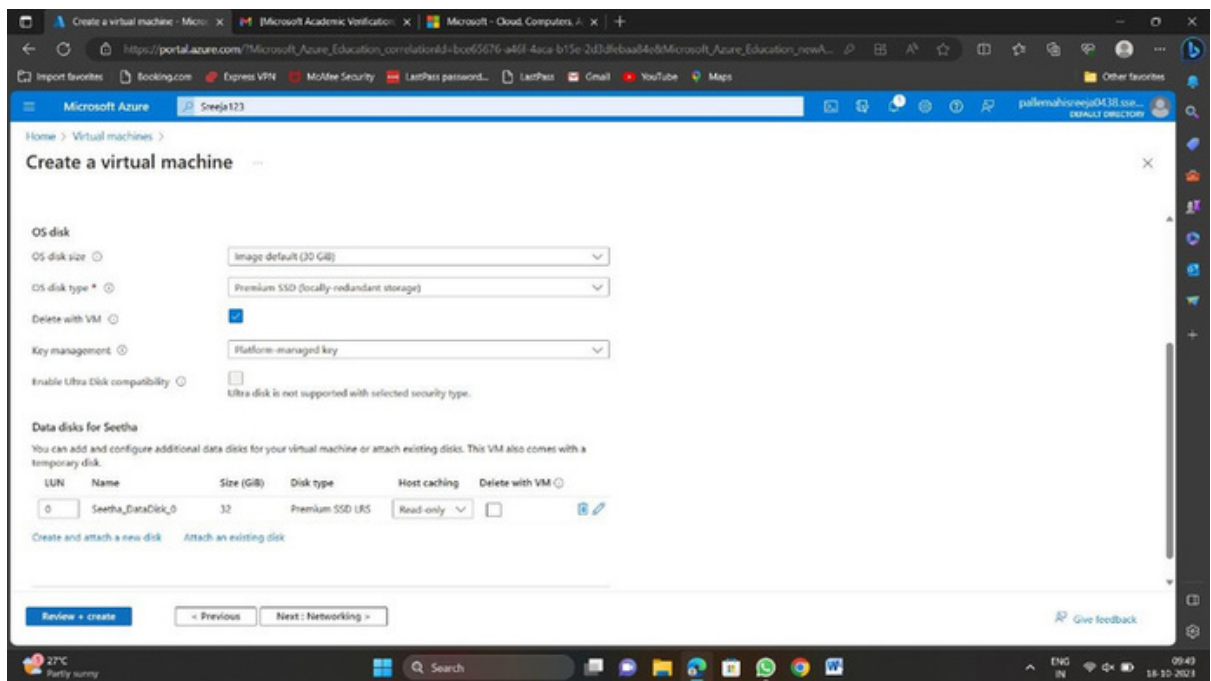 Create a virtual machine - Micro
[Microsoft Academic Verification]
Microsoft - Cloud, Computers, A
https://portal.azure.com/?Microsoft_Azure_Education_correlationId=bce65676-a46f-4aca-b15e-2d3dfebaa84e&Microsoft_Azure_Education_newA...
Import favorites
Booking.com
Express VPN
McAfee Security
LastPass password...
LastPass
Gmail
YouTube
Maps
Other favorites
Microsoft Azure
Sreeja123
1
pallemahisreeja0438.sse...
DEFAULT DIRECTORY
Home > Virtual machines >
Create a virtual machine ...
OS disk
OS disk size
Image default (30 GiB)
OS disk type *
Premium SSD (locally-redundant storage)
Delete with VM
Key management
Platform-managed key
Enable Ultra Disk compatibility
Ultra disk is not supported with selected security type.
Data disks for Seetha
You can add and configure additional data disks for your virtual machine or attach existing disks. This VM also comes with a
temporary disk.
LUN Name Size (GiB) Disk type Host caching Delete with VM
0 Seetha_DataDisk_0 32 Premium SSD LRS Read-only
Create and attach a new disk Attach an existing disk
Review + create
< Previous
Next : Networking >
Give feedback
27°C
Partly sunny
Search
ENG
IN
09:49
18-10-2023